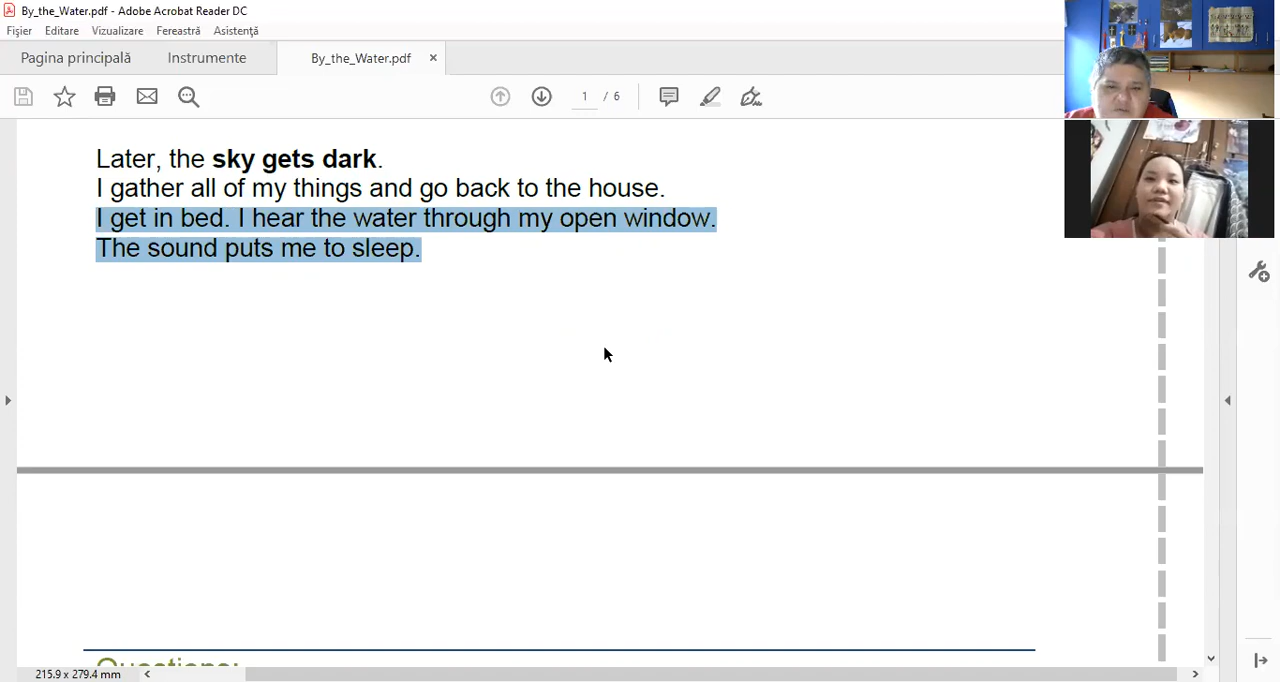 By_the_Water.pdf - Adobe Acrobat Reader DC
Fișier Editare Vizualizare Fereastră Asistență
Pagina principală Instrumente By_the_Water.pdf ×
1 / 6
Later, the sky gets dark.
I gather all of my things and go back to the house.
I get in bed. I hear the water through my open window.
The sound puts me to sleep.
Questions:
215.9 x 279.4 mm